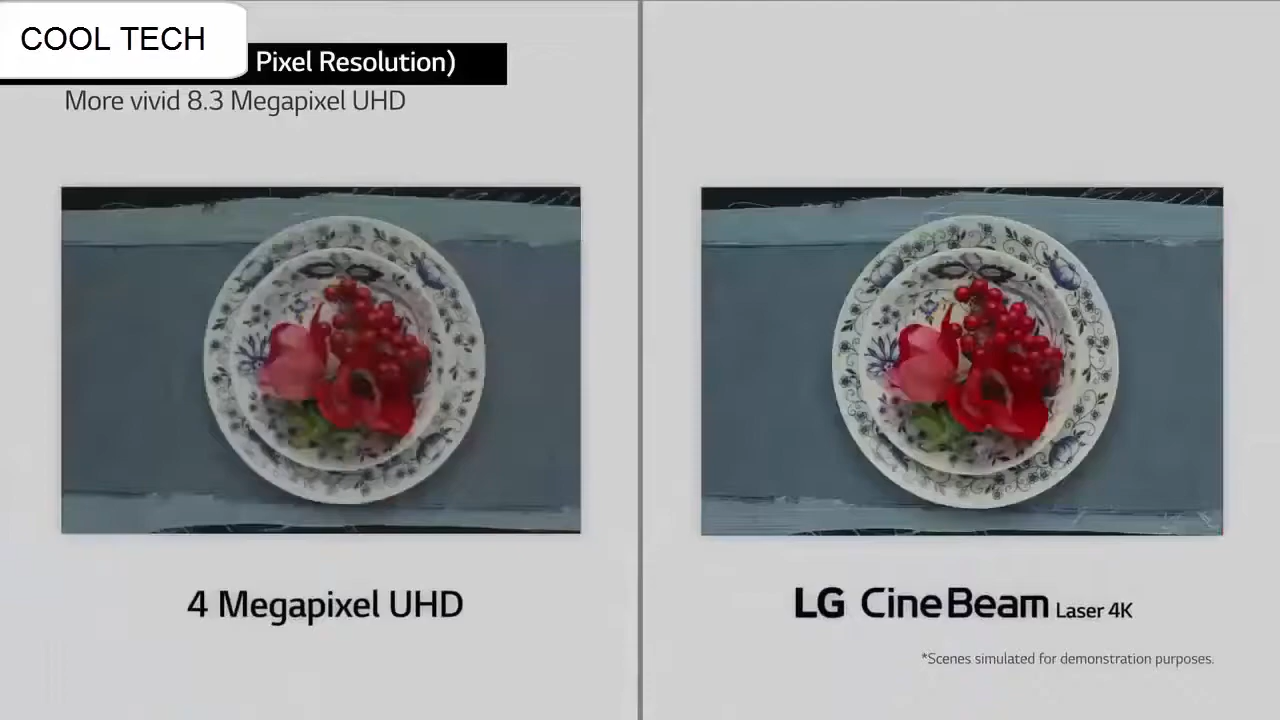 COOL TECH
Pixel Resolution)
More vivid 8.3 Megapixel UHD
4 Megapixel UHD
LG CineBeam Laser 4K
*Scenes simulated for demonstration purposes.